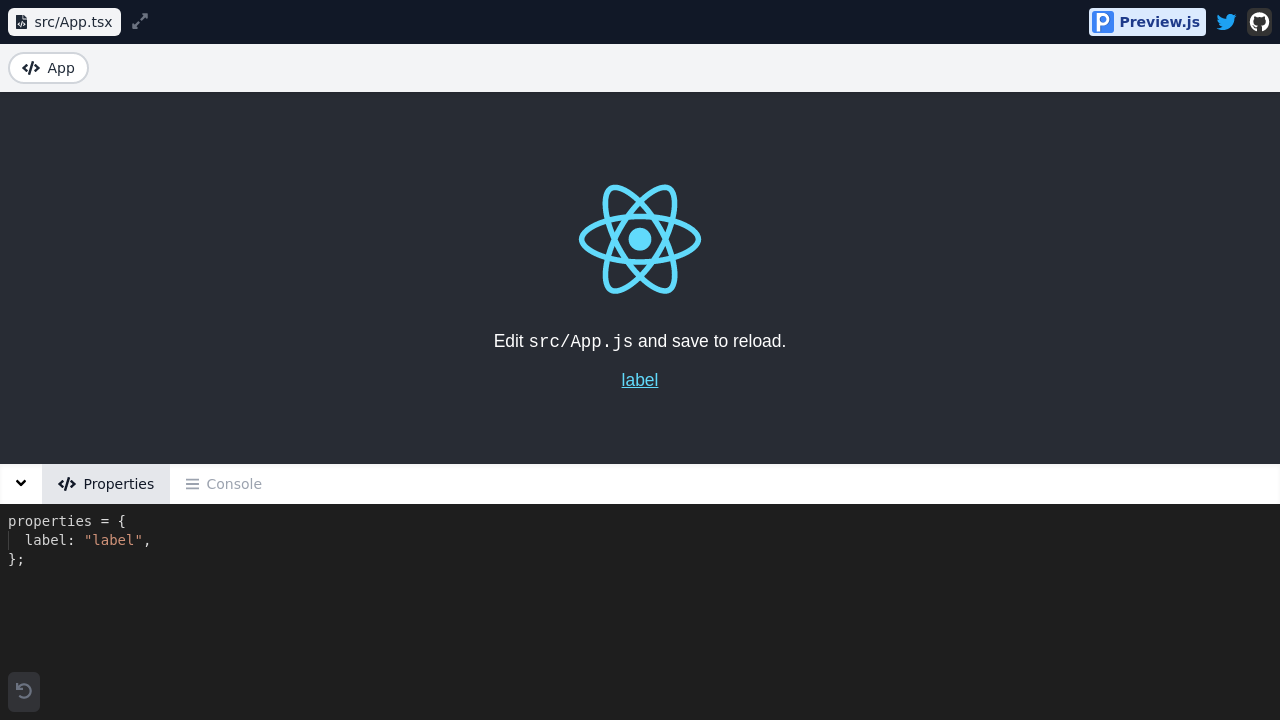 src/App.tsx
Preview.js
App
Edit src/App.js and save to reload.
label
Properties
Console
properties = {
  label: "label",
};